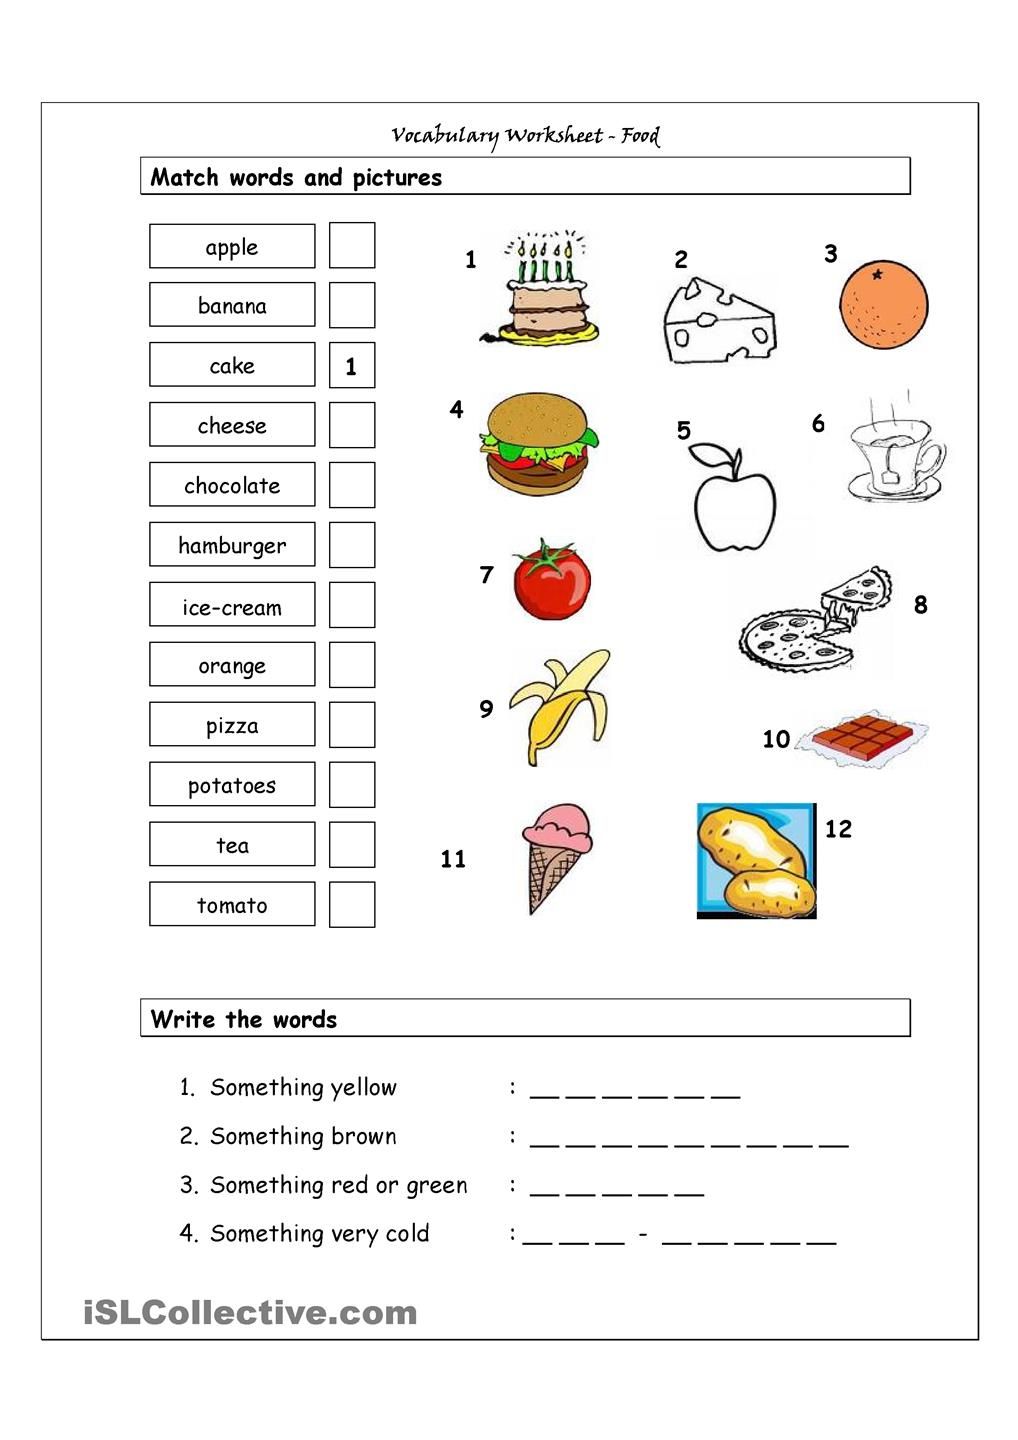 Vocabulary Worksheet - Food
Match words and pictures
apple
banana
cake 1
cheese
chocolate
hamburger
ice-cream
orange
pizza
potatoes
tea
tomato
1
2
3
4
5
6
7
8
9
10
11
12
Write the words
1. Something yellow : __ __ __ __ __ __
2. Something brown : __ __ __ __ __ __ __ __ __
3. Something red or green : __ __ __ __ __
4. Something very cold : __ __ __ - __ __ __ __ __
iSLCollective.com